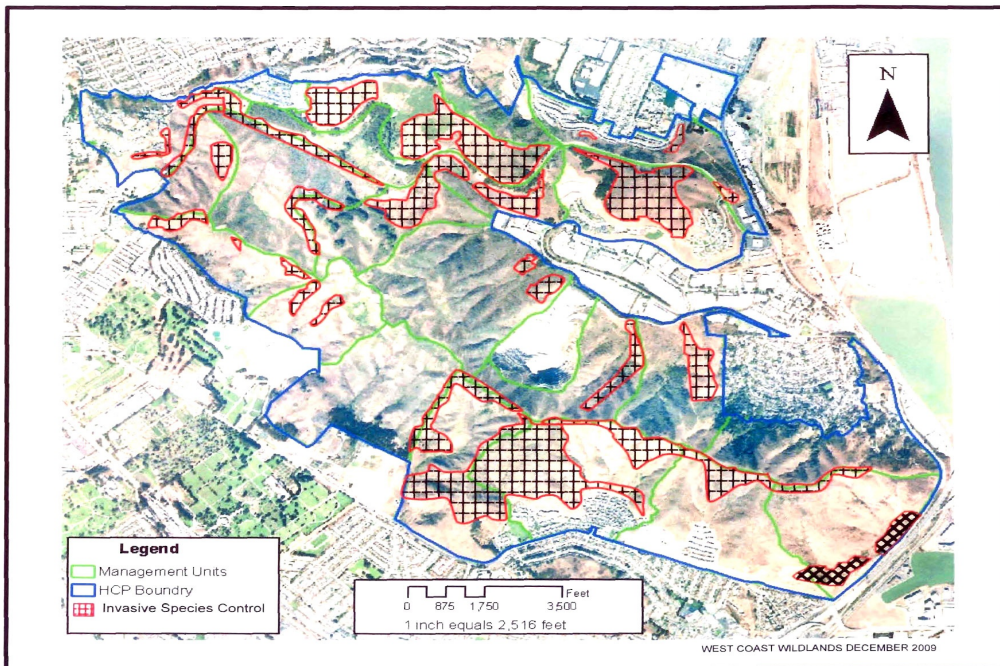 N
Legend
Management Units
HCP Boundry
Invasive Species Control
Feet
0 875 1,750 3,500
1 inch equals 2,516 feet
WEST COAST WILDLANDS DECEMBER 2009